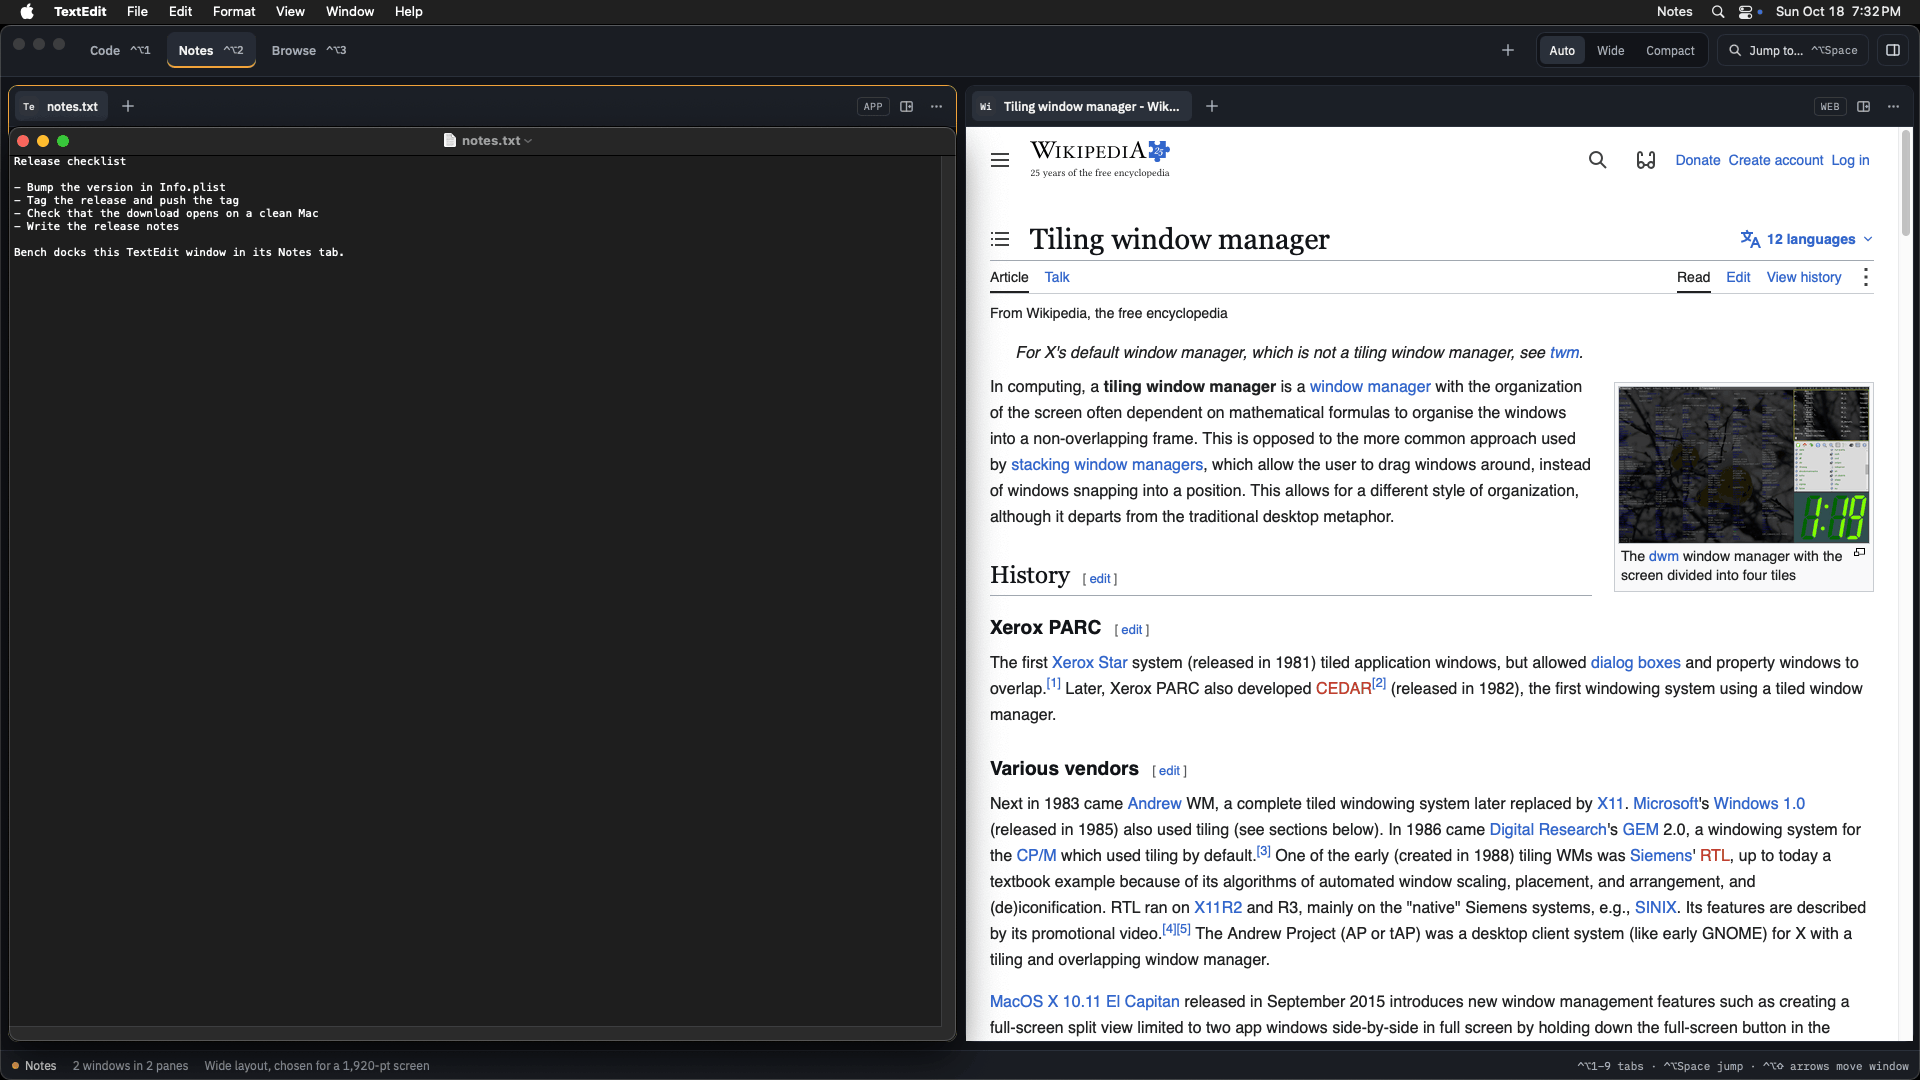 TextEdit File Edit Format View Window Help
Notes Sun Oct 18 7:32 PM
Code ^⌥1 Notes ^⌥2 Browse ^⌥3
+ Auto Wide Compact Jump to... ^⌥Space
Te notes.txt +
APP
notes.txt
Release checklist
- Bump the version in Info.plist
- Tag the release and push the tag
- Check that the download opens on a clean Mac
- Write the release notes
Bench docks this TextEdit window in its Notes tab.
Wi Tiling window manager - Wik... +
WEB
WIKIPEDIA 25
25 years of the free encyclopedia
Donate Create account Log in
Tiling window manager
12 languages
Article Talk
Read Edit View history
From Wikipedia, the free encyclopedia
For X's default window manager, which is not a tiling window manager, see twm.
In computing, a tiling window manager is a window manager with the organization
of the screen often dependent on mathematical formulas to organise the windows
into a non-overlapping frame. This is opposed to the more common approach used
by stacking window managers, which allow the user to drag windows around, instead
of windows snapping into a position. This allows for a different style of organization,
although it departs from the traditional desktop metaphor.
1:19
The dwm window manager with the
screen divided into four tiles
History [ edit ]
Xerox PARC [ edit ]
The first Xerox Star system (released in 1981) tiled application windows, but allowed dialog boxes and property windows to
overlap.[1] Later, Xerox PARC also developed CEDAR[2] (released in 1982), the first windowing system using a tiled window
manager.
Various vendors [ edit ]
Next in 1983 came Andrew WM, a complete tiled windowing system later replaced by X11. Microsoft's Windows 1.0
(released in 1985) also used tiling (see sections below). In 1986 came Digital Research's GEM 2.0, a windowing system for
the CP/M which used tiling by default.[3] One of the early (created in 1988) tiling WMs was Siemens' RTL, up to today a
textbook example because of its algorithms of automated window scaling, placement, and arrangement, and
(de)iconification. RTL ran on X11R2 and R3, mainly on the "native" Siemens systems, e.g., SINIX. Its features are described
by its promotional video.[4][5] The Andrew Project (AP or tAP) was a desktop client system (like early GNOME) for X with a
tiling and overlapping window manager.
MacOS X 10.11 El Capitan released in September 2015 introduces new window management features such as creating a
full-screen split view limited to two app windows side-by-side in full screen by holding down the full-screen button in the
Notes 2 windows in 2 panes Wide layout, chosen for a 1,920-pt screen
^⌥1-9 tabs · ^⌥Space jump · ^⌥⇧ arrows move window